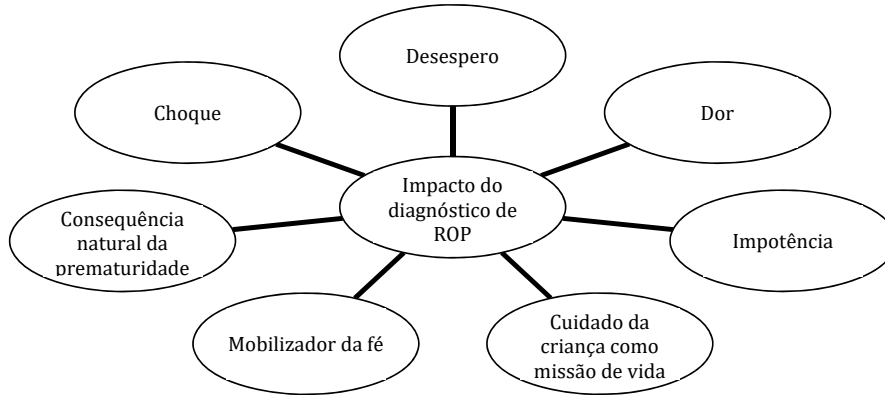 Desespero
Choque
Dor
Impacto do
diagnóstico de
ROP
Consequência
natural da
prematuridade
Impotência
Mobilizador da fé
Cuidado da
criança como
missão de vida